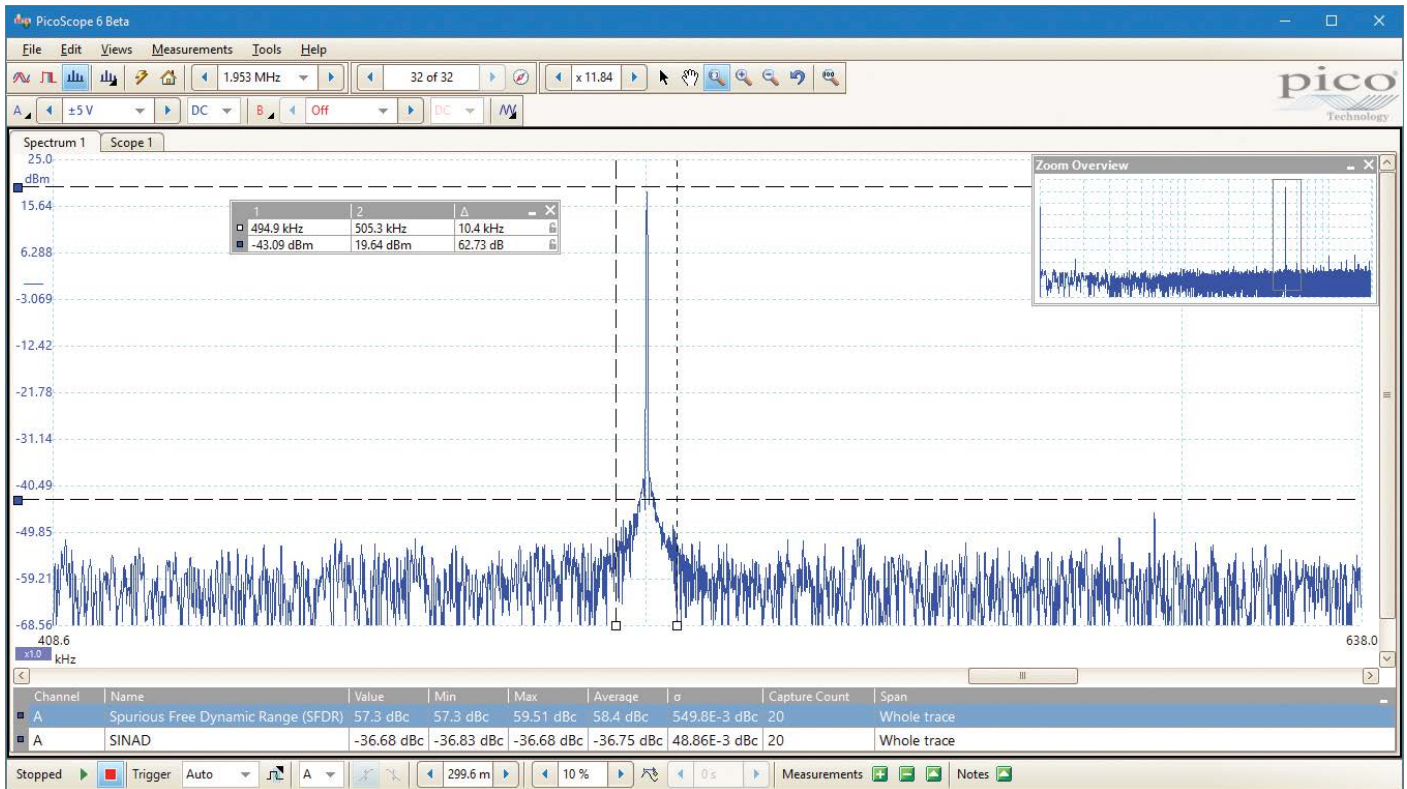 PicoScope 6 Beta
File Edit Views Measurements Tools Help
1.953 MHz 32 of 32 x 11.84
pico
Technology
A ±5 V DC B Off DC
Spectrum 1 Scope 1
25.0
dBm
Zoom Overview
15.64
1 2 Δ
494.9 kHz 505.3 kHz 10.4 kHz
-43.09 dBm 19.64 dBm 62.73 dB
6.288
-3.069
-12.42
-21.78
-31.14
-40.49
-49.85
-59.21
-68.56
408.6 638.0
x1.0 kHz
Channel Name Value Min Max Average σ Capture Count Span
A Spurious Free Dynamic Range (SFDR) 57.3 dBc 57.3 dBc 59.51 dBc 58.4 dBc 549.8E-3 dBc 20 Whole trace
A SINAD -36.68 dBc -36.83 dBc -36.68 dBc -36.75 dBc 48.86E-3 dBc 20 Whole trace
Stopped Trigger Auto A 299.6 m 10 % 0 s Measurements Notes